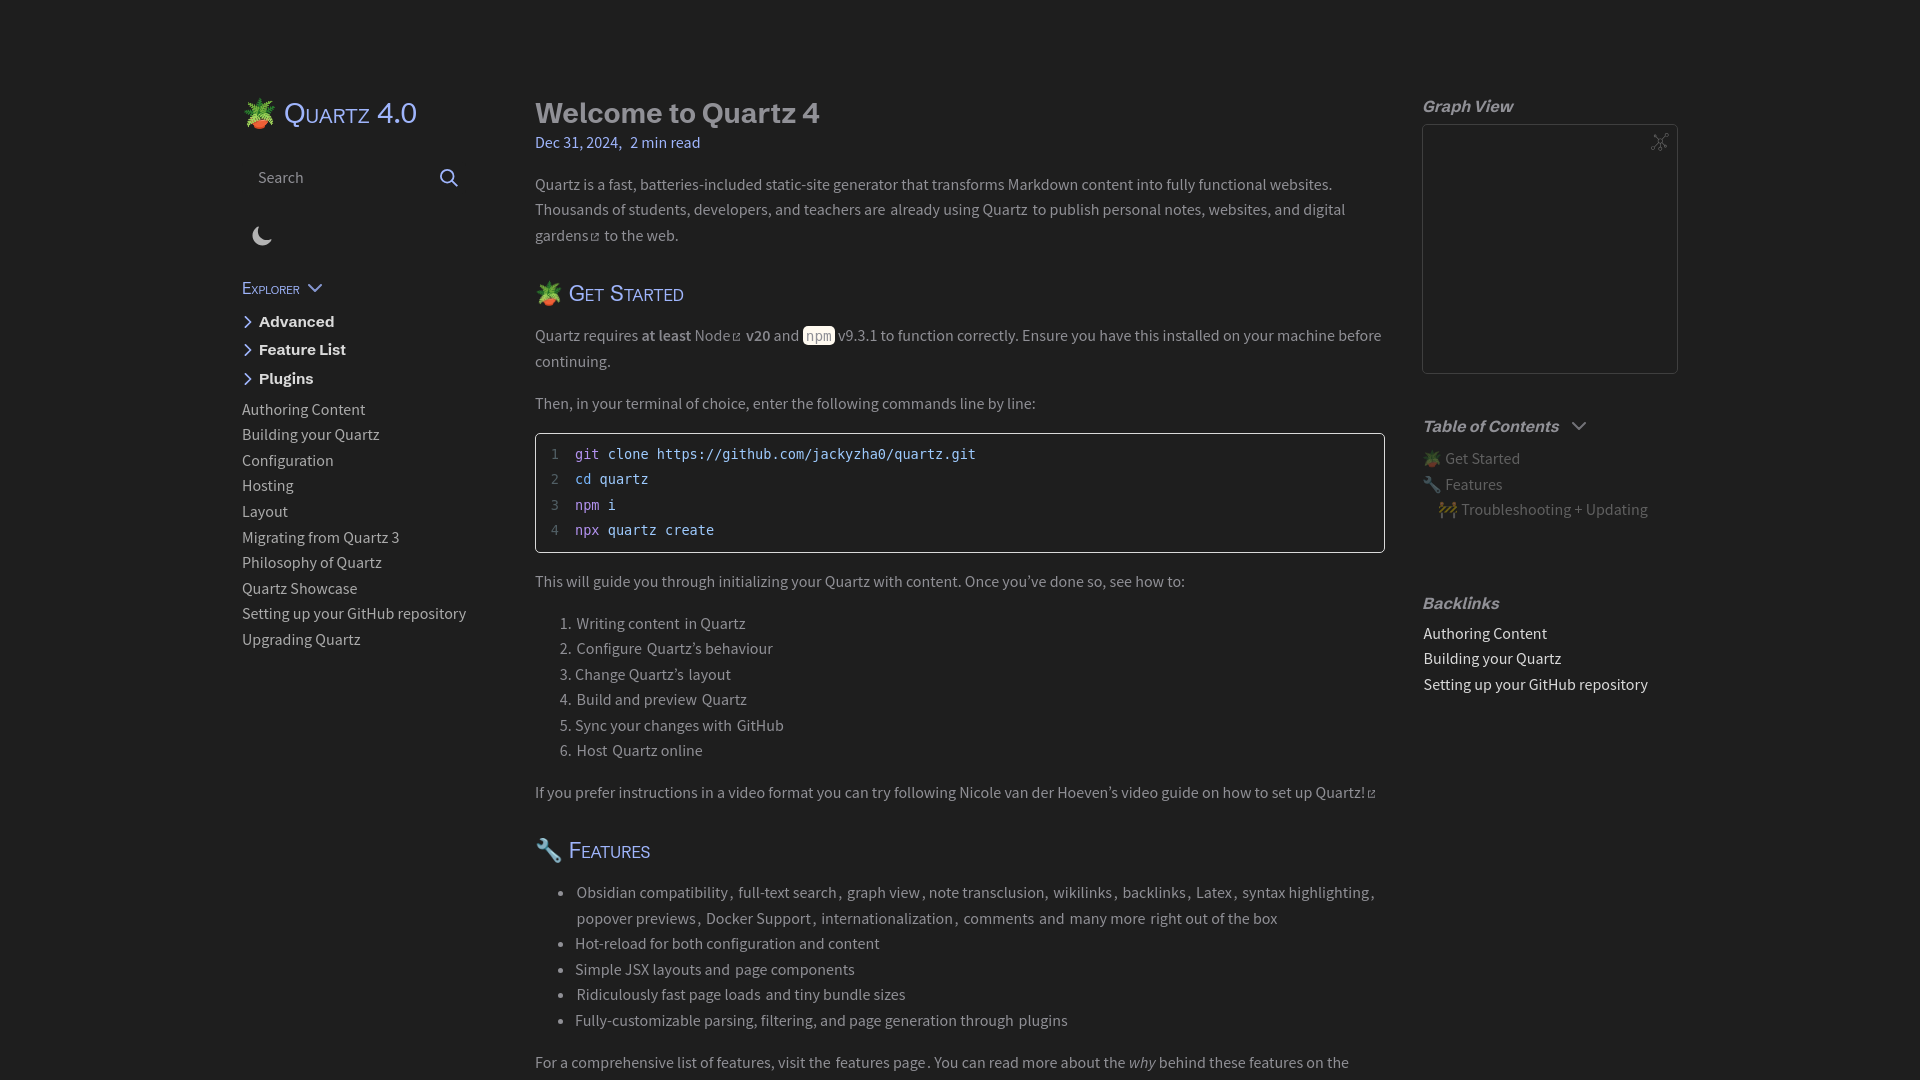 🪴 Quartz 4.0
Search
Explorer
Advanced
Feature List
Plugins
Authoring Content
Building your Quartz
Configuration
Hosting
Layout
Migrating from Quartz 3
Philosophy of Quartz
Quartz Showcase
Setting up your GitHub repository
Upgrading Quartz
Welcome to Quartz 4
Dec 31, 2024, 2 min read
Quartz is a fast, batteries-included static-site generator that transforms Markdown content into fully functional websites.
Thousands of students, developers, and teachers are already using Quartz to publish personal notes, websites, and digital
gardens to the web.
🪴 Get Started
Quartz requires at least Node v20 and npm v9.3.1 to function correctly. Ensure you have this installed on your machine before
continuing.
Then, in your terminal of choice, enter the following commands line by line:
1 git clone https://github.com/jackyzha0/quartz.git
2 cd quartz
3 npm i
4 npx quartz create
This will guide you through initializing your Quartz with content. Once you’ve done so, see how to:
1. Writing content in Quartz
2. Configure Quartz’s behaviour
3. Change Quartz’s layout
4. Build and preview Quartz
5. Sync your changes with GitHub
6. Host Quartz online
If you prefer instructions in a video format you can try following Nicole van der Hoeven’s video guide on how to set up Quartz!
🔧 Features
• Obsidian compatibility, full-text search, graph view, note transclusion, wikilinks, backlinks, Latex, syntax highlighting,
popover previews, Docker Support, internationalization, comments and many more right out of the box
• Hot-reload for both configuration and content
• Simple JSX layouts and page components
• Ridiculously fast page loads and tiny bundle sizes
• Fully-customizable parsing, filtering, and page generation through plugins
For a comprehensive list of features, visit the features page. You can read more about the why behind these features on the
Graph View
Table of Contents
🪴 Get Started
🔧 Features
🚧 Troubleshooting + Updating
Backlinks
Authoring Content
Building your Quartz
Setting up your GitHub repository